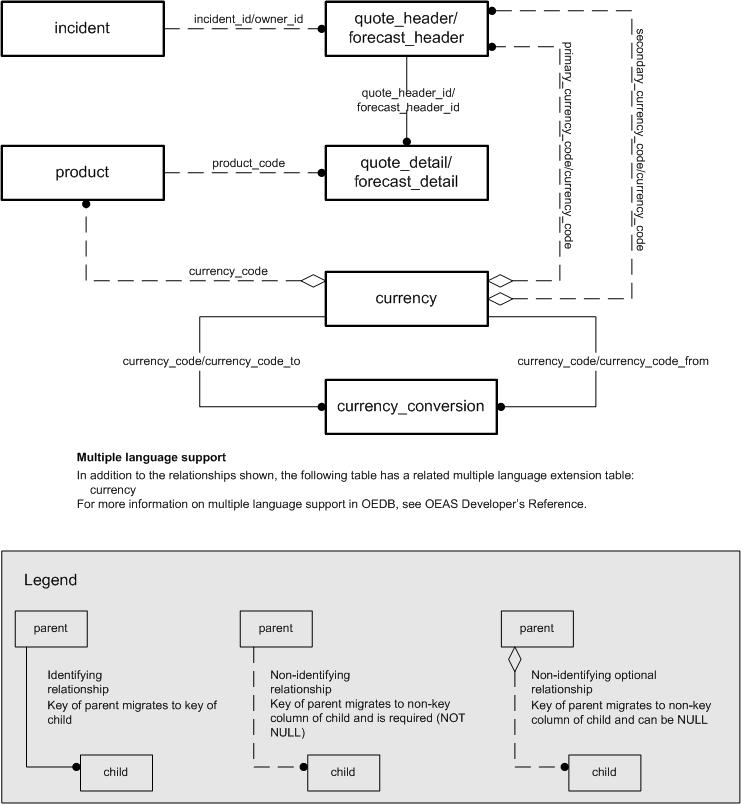 incident
incident_id/owner_id
quote_header/
forecast_header
quote_header_id/
forecast_header_id
primary_currency_code/currency_code
secondary_currency_code/currency_code
product
product_code
quote_detail/
forecast_detail
currency_code
currency
currency_code/currency_code_to
currency_code/currency_code_from
currency_conversion
Multiple language support
In addition to the relationships shown, the following table has a related multiple language extension table:
currency
For more information on multiple language support in OEDB, see OEAS Developer's Reference.
Legend
parent
Identifying
relationship
Key of parent migrates to key of
child
child
parent
Non-identifying
relationship
Key of parent migrates to non-key
column of child and is required (NOT
NULL)
child
parent
Non-identifying optional
relationship
Key of parent migrates to non-key
column of child and can be NULL
child